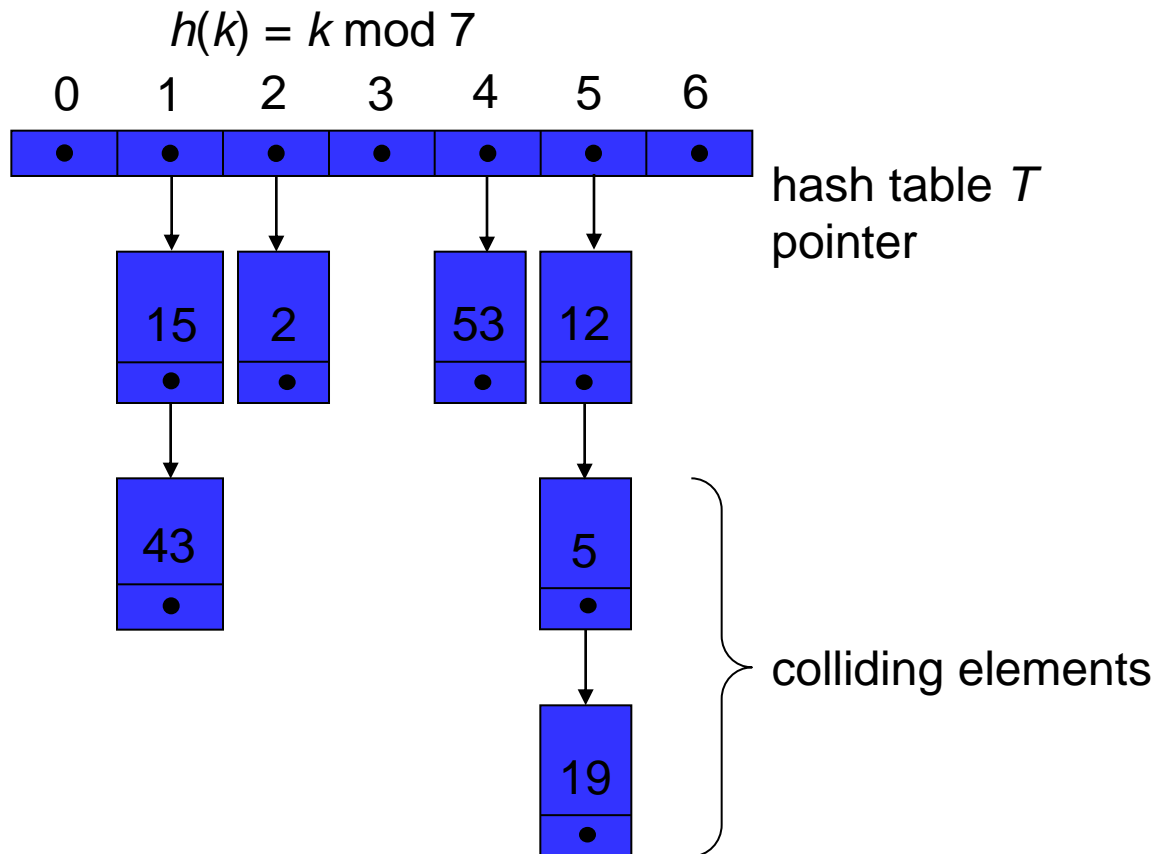 h(k) = k mod 7
0 1 2 3 4 5 6
hash table T
pointer
15 2 53 12
43 5
colliding elements
19